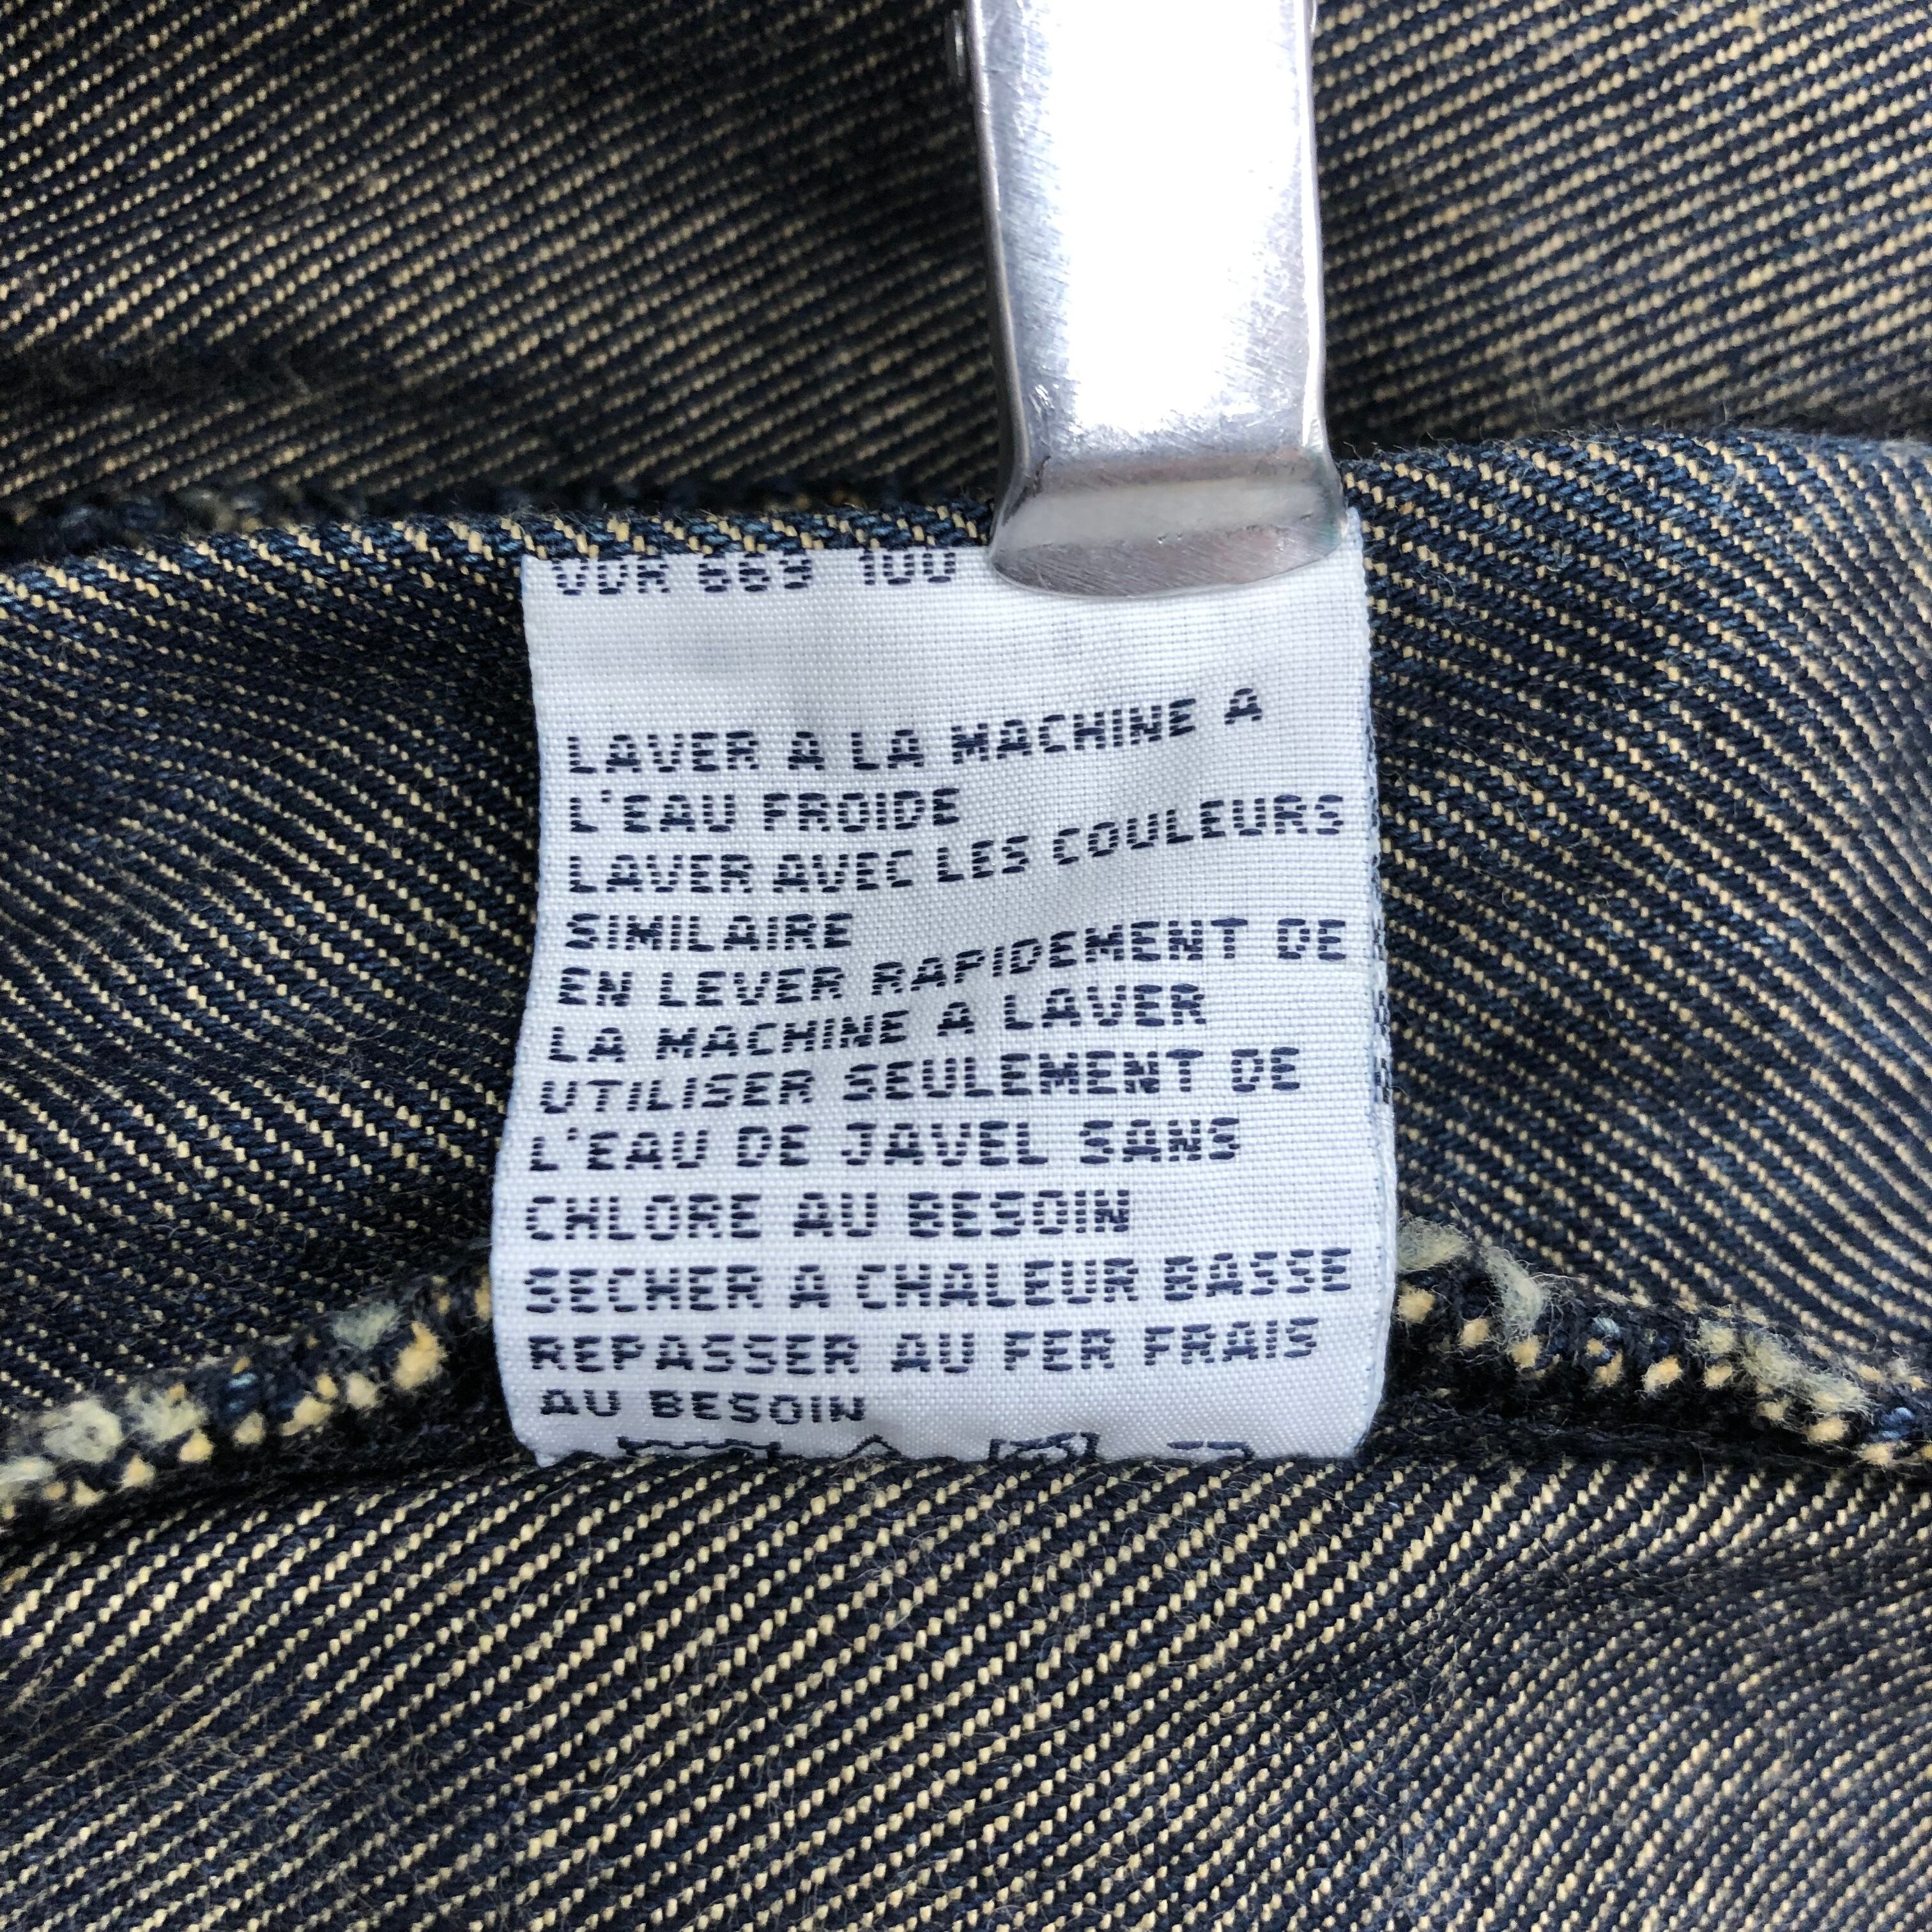 LAVER A LA MACHINE A
L'EAU FROIDE
LAVER AVEC LES COULEURS
SIMILAIRE
EN LEVER RAPIDEMENT DE
LA MACHINE A LAVER
UTILISER SEULEMENT DE
L'EAU DE JAVEL SANS
CHLORE AU BESOIN
SECHER A CHALEUR BASSE
REPASSER AU FER FRAIS
AU BESOIN